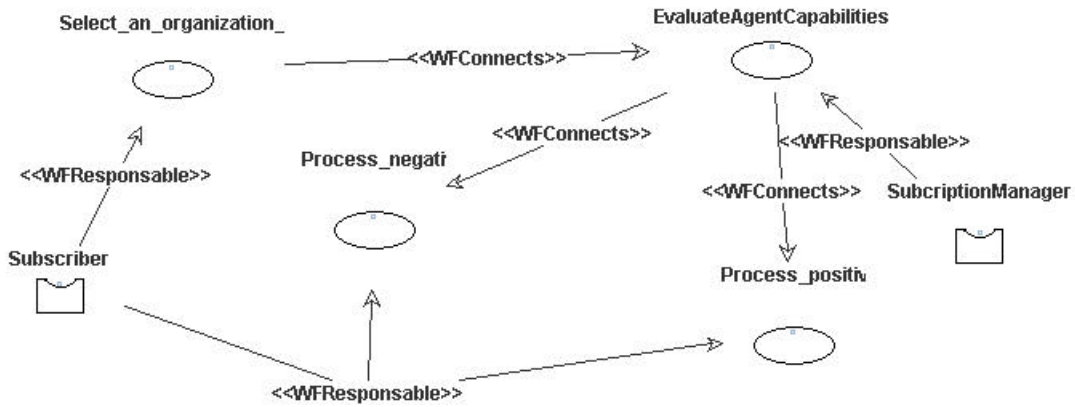 EvaluateAgentCapabilities
Select_an_organization_
<<WFConnects>>
<<WFConnects>>
<<WFResponsable>>
Process_negati
<<WFResponsable>>
<<WFConnects>>
SubcriptionManager
Subscriber
Process_positiv
<<WFResponsable>>